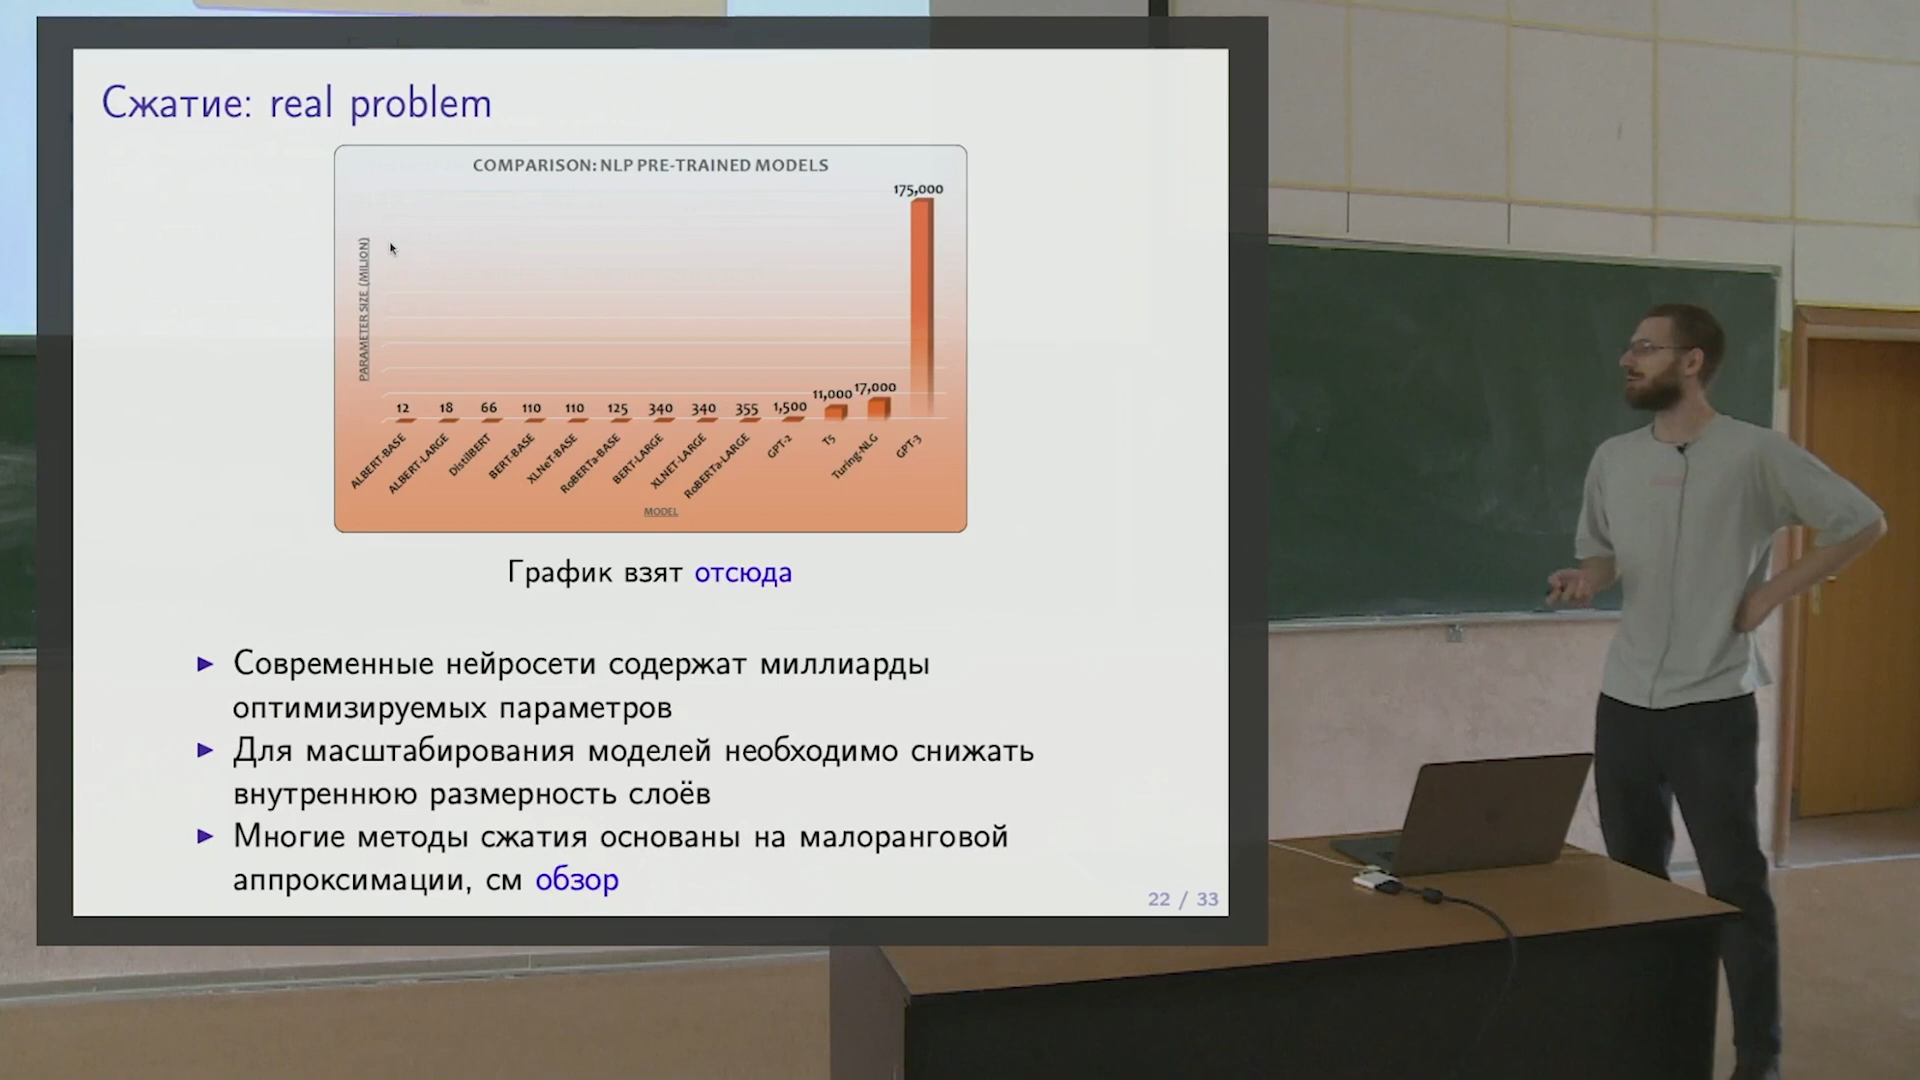 Сжатие: real problem
COMPARISON: NLP PRE-TRAINED MODELS
PARAMETER SIZE (MILION)
175,000
12 18 66 110 110 125 340 340 355 1,500 11,000 17,000
ALBERT-BASE ALBERT-LARGE DistilBERT BERT-BASE XLNeT-BASE RoBERTa-BASE BERT-LARGE XLNET-LARGE RoBERTa-LARGE GPT-2 T5 Turing-NLG GPT-3
MODEL
График взят отсюда
▶ Современные нейросети содержат миллиарды
оптимизируемых параметров
▶ Для масштабирования моделей необходимо снижать
внутреннюю размерность слоёв
▶ Многие методы сжатия основаны на малоранговой
аппроксимации, см обзор
22 / 33